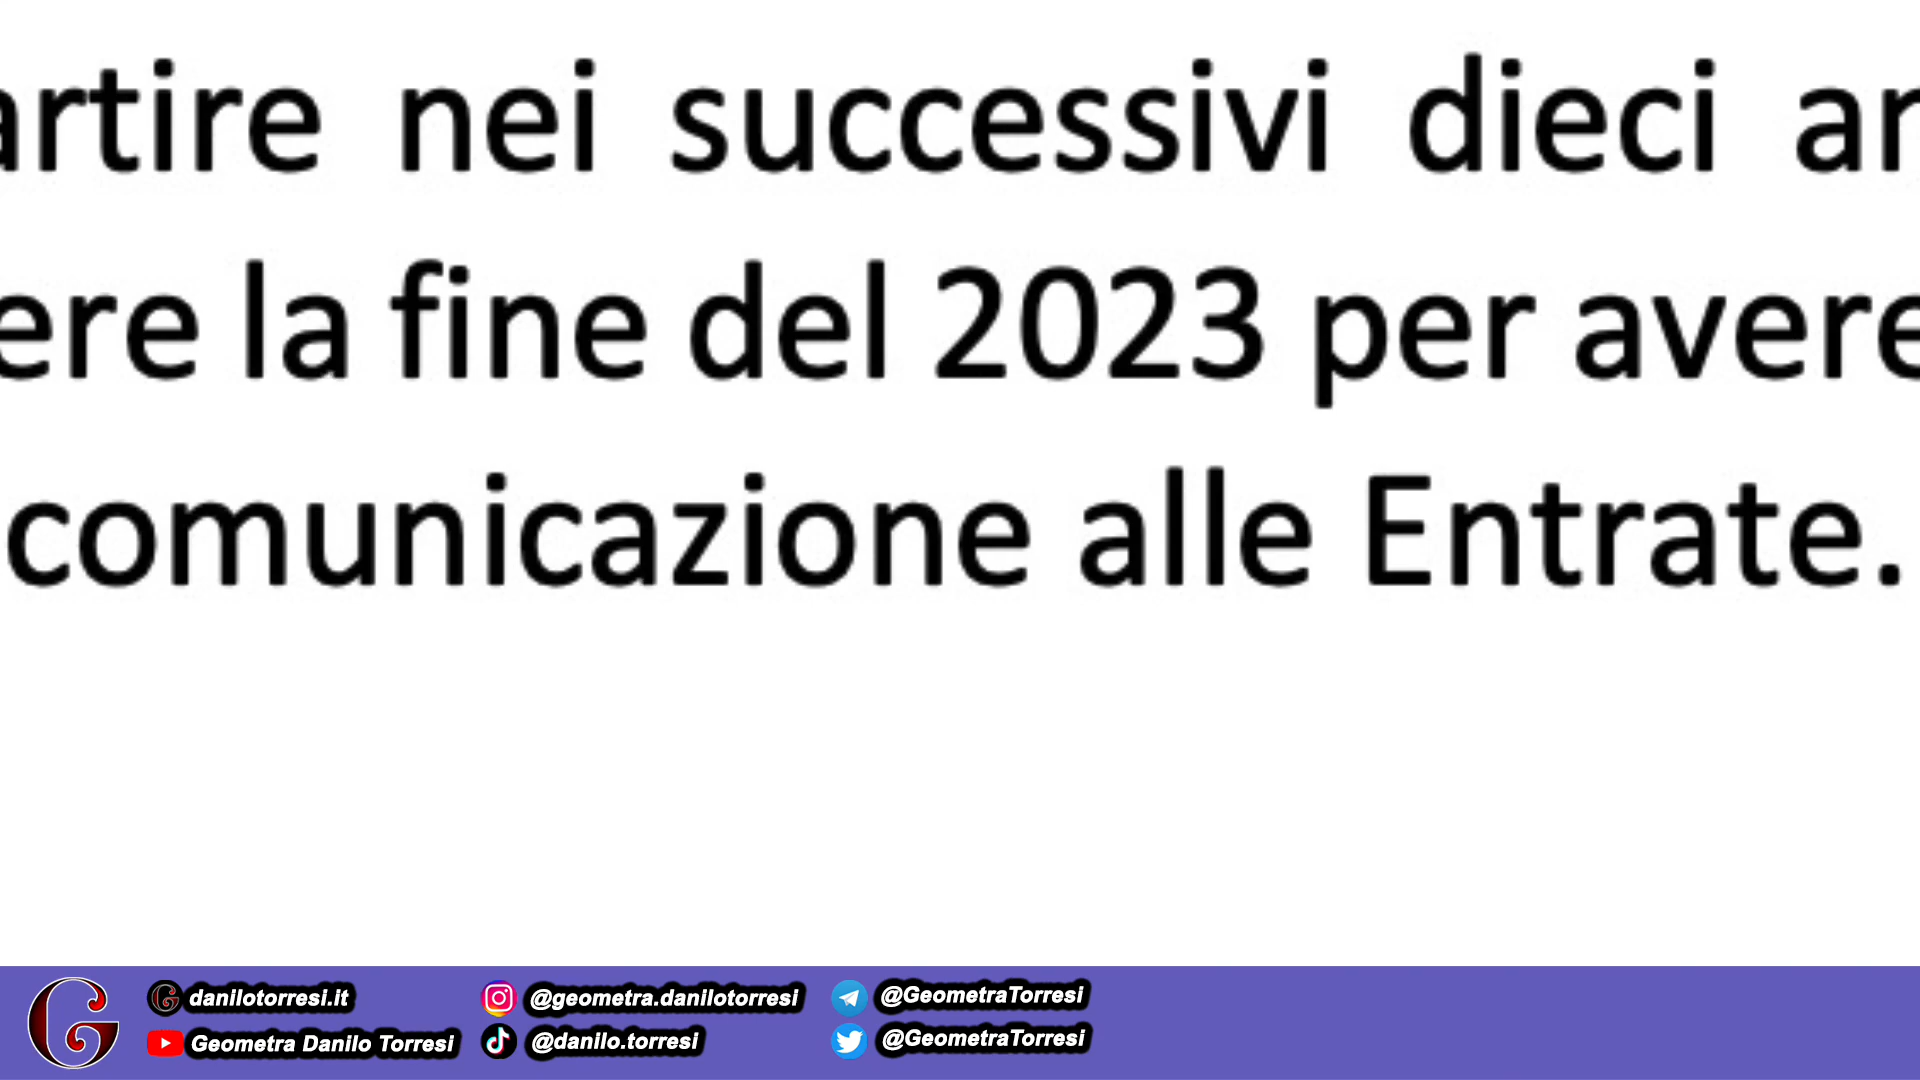 artire nei successivi dieci
ere la fine del 2023 per avere
comunicazione alle Entrate.
danilotorresi.it
Geometra Danilo Torresi
@geometra.danilotorresi
@danilo.torresi
@GeometraTorresi
@GeometraTorresi